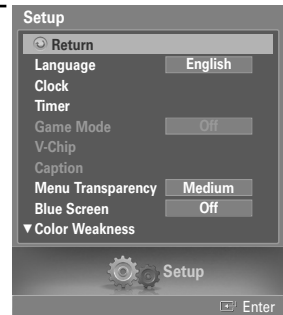 Setup
Return
Language English
Clock
Timer
Game Mode Off
V-Chip
Caption
Menu Transparency Medium
Blue Screen Off
▼ Color Weakness
Setup
Enter